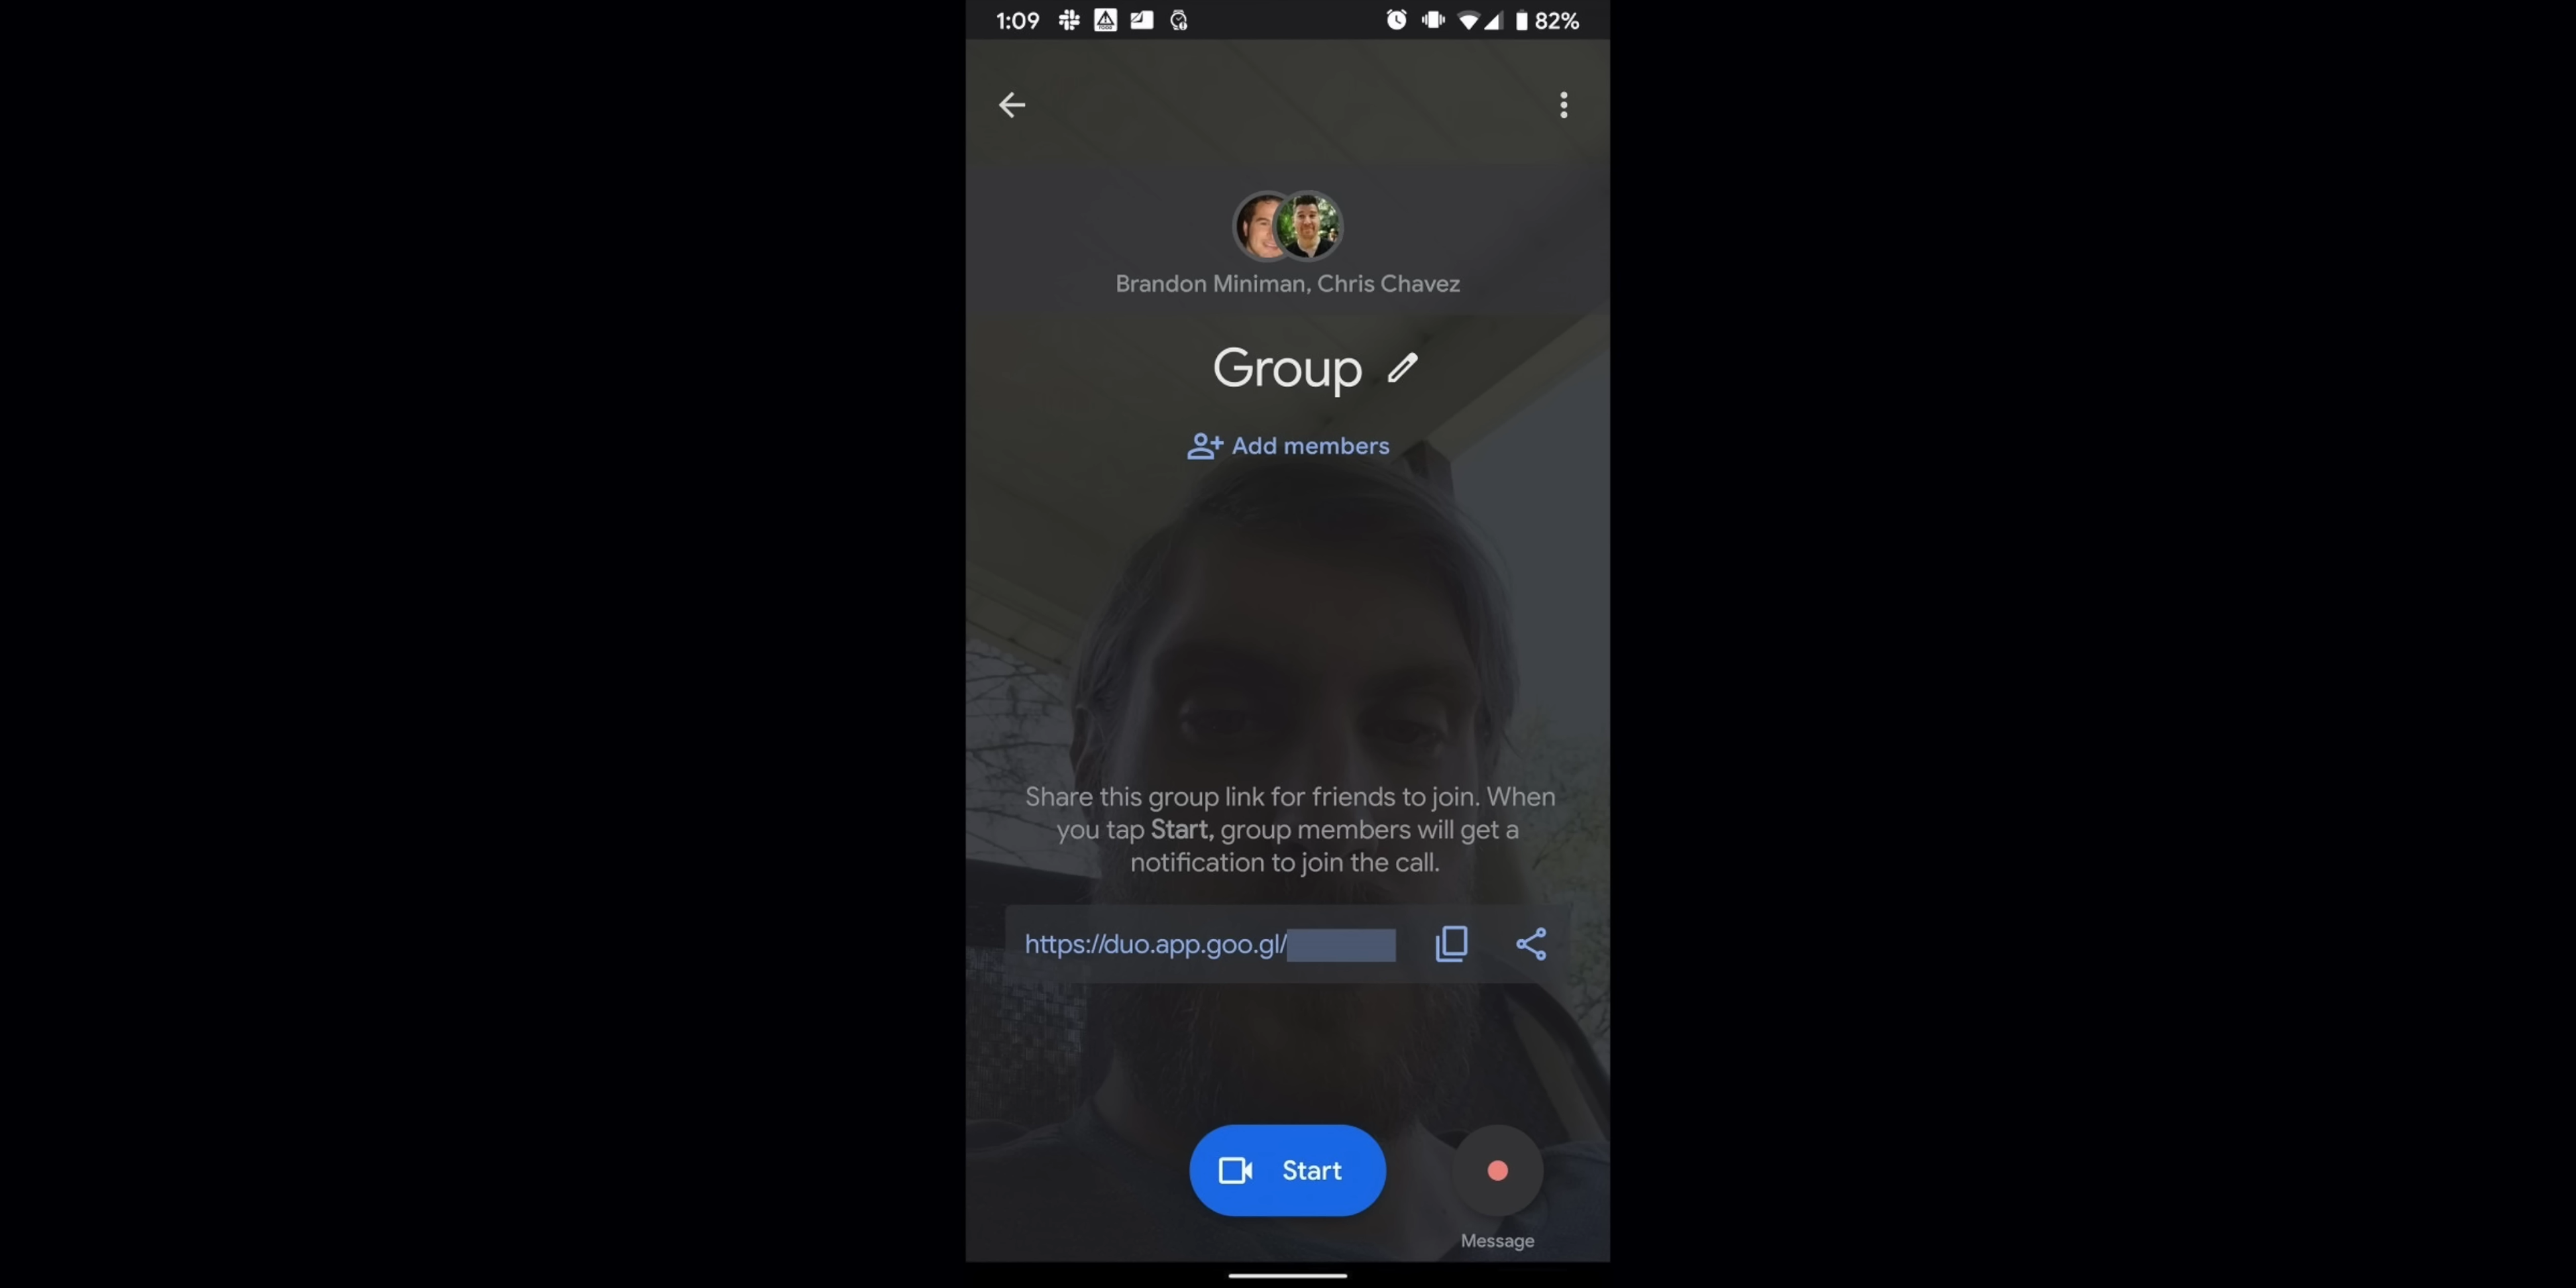 1:09 82%
Brandon Miniman, Chris Chavez
Group
Add members
Share this group link for friends to join. When
you tap Start, group members will get a
notification to join the call.
https://duo.app.goo.gl/
Start
Message